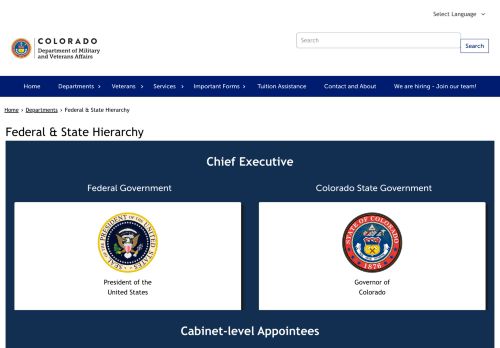 Select Language
COLORADO
Department of Military
and Veterans Affairs
Search
Search
Home Departments Veterans Services Important Forms Tuition Assistance Contact and About We are hiring - Join our team!
Home › Departments › Federal & State Hierarchy
Federal & State Hierarchy
Chief Executive
Federal Government Colorado State Government
SEAL OF THE PRESIDENT OF THE UNITED STATES
STATE OF COLORADO
1876
President of the
United States
Governor of
Colorado
Cabinet-level Appointees